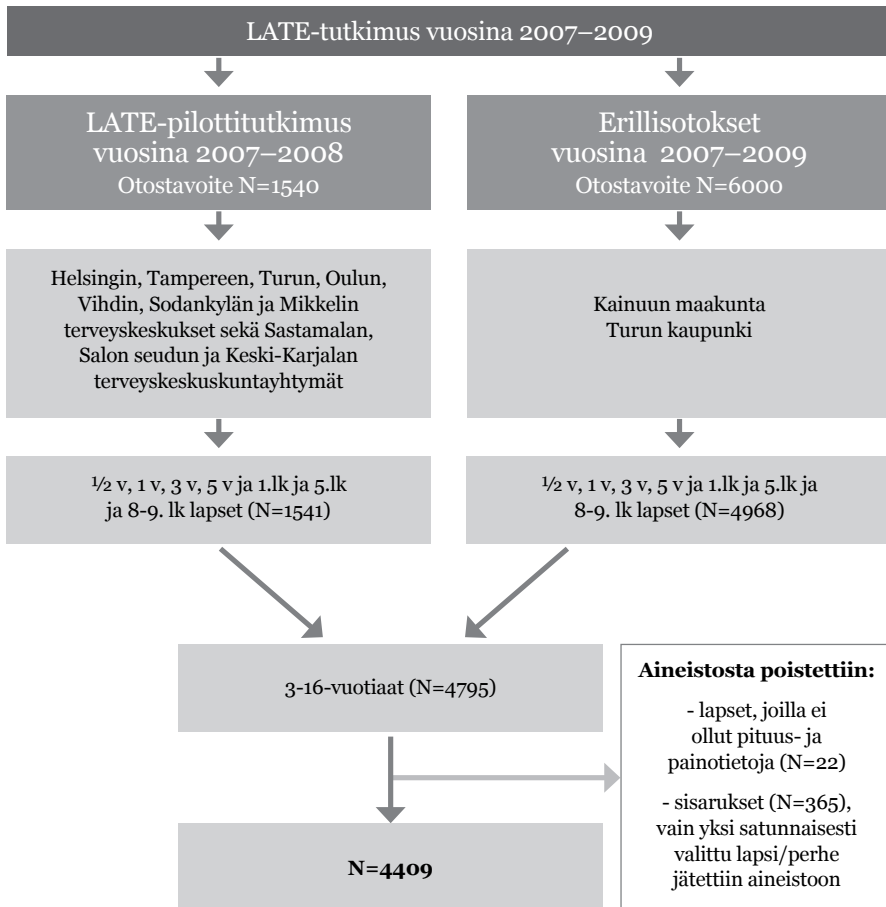 LATE-tutkimus vuosina 2007–2009
LATE-pilottitutkimus
vuosina 2007–2008
Otostavoite N=1540
Erillisotokset
vuosina 2007–2009
Otostavoite N=6000
Helsingin, Tampereen, Turun, Oulun,
Vihdin, Sodankylän ja Mikkelin
terveyskeskukset sekä Sastamalan,
Salon seudun ja Keski-Karjalan
terveyskeskuskuntayhtymät
Kainuun maakunta
Turun kaupunki
½ v, 1 v, 3 v, 5 v ja 1.lk ja 5.lk
ja 8-9. lk lapset (N=1541)
½ v, 1 v, 3 v, 5 v ja 1.lk ja 5.lk ja
8-9. lk lapset (N=4968)
3-16-vuotiaat (N=4795)
Aineistosta poistettiin:
- lapset, joilla ei
ollut pituus- ja
painotietoja (N=22)
- sisarukset (N=365),
vain yksi satunnaisesti
valittu lapsi/perhe
jätettiin aineistoon
N=4409